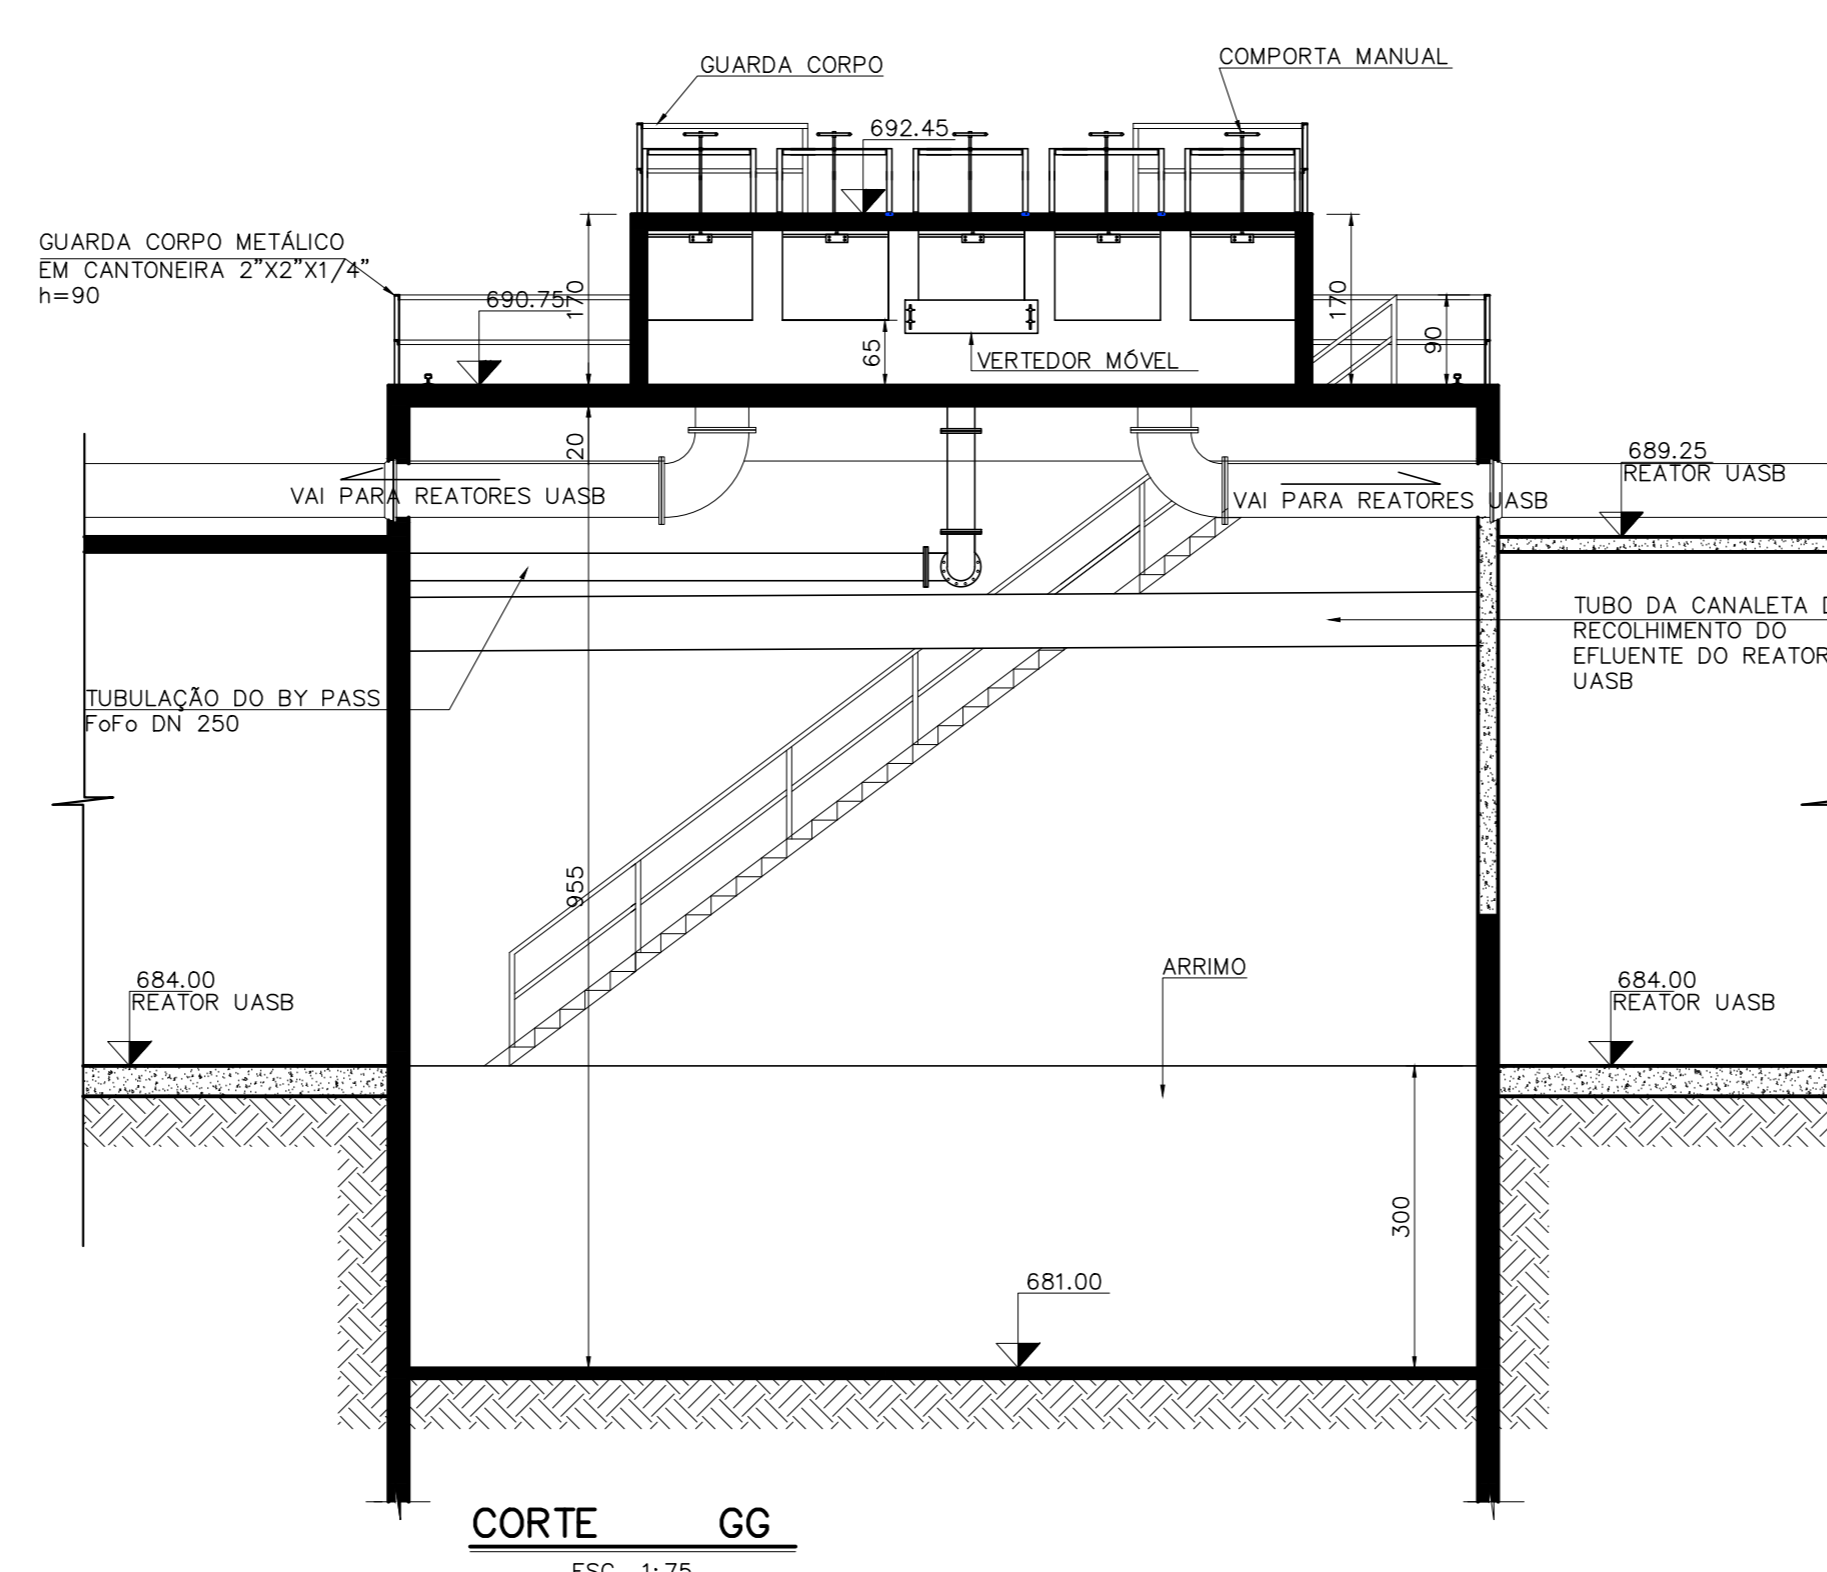 GUARDA CORPO
COMPORTA MANUAL
692.45
GUARDA CORPO METÁLICO
EM CANTONEIRA 2"X2"X1/4"
h=90
690.75
170
170
90
65
VERTEDOR MÓVEL
20
689.25
REATOR UASB
VAI PARA REATORES UASB
VAI PARA REATORES UASB
TUBO DA CANALETA
RECOLHIMENTO DO
EFLUENTE DO REATOR
UASB
TUBULAÇÃO DO BY PASS
FoFo DN 250
955
ARRIMO
684.00
REATOR UASB
684.00
REATOR UASB
300
681.00
CORTE GG
ESC. 1:75